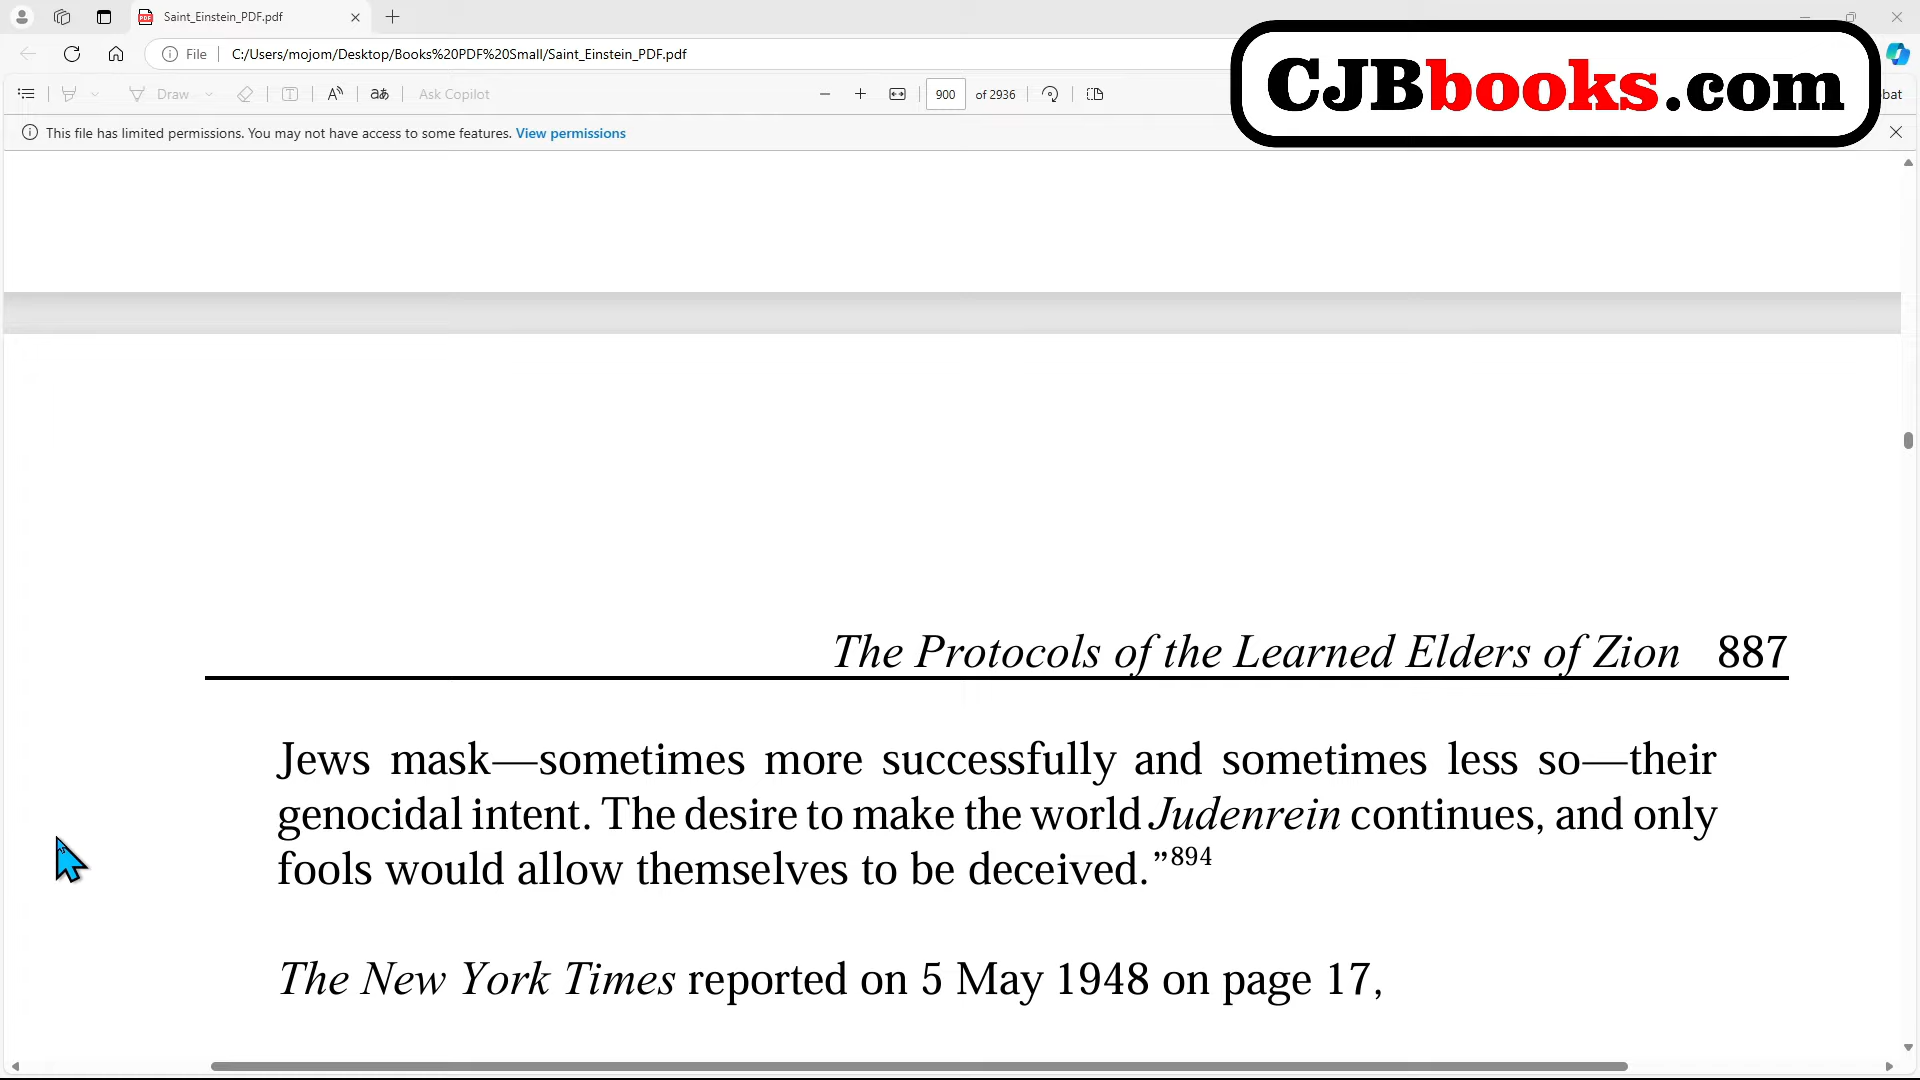 Saint_Einstein_PDF.pdf
File C:/Users/mojom/Desktop/Books%20PDF%20Small/Saint_Einstein_PDF.pdf
CJBbooks.com
Draw Ask Copilot 900 of 2936 bat
This file has limited permissions. You may not have access to some features. View permissions
The Protocols of the Learned Elders of Zion 887
Jews mask—sometimes more successfully and sometimes less so—their
genocidal intent. The desire to make the world Judenrein continues, and only
fools would allow themselves to be deceived.”894
The New York Times reported on 5 May 1948 on page 17,